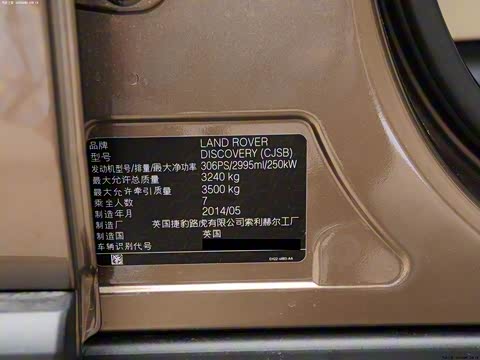 品牌 LAND ROVER
型号 DISCOVERY (CJSB)
发动机型号/排量/最大净功率 306PS/2995ml/250kW
最大允许总质量 3240 kg
最大允许牵引质量 3500 kg
乘坐人数 7
制造年月 2014/05
制造厂 英国捷豹路虎有限公司索利赫尔工厂
制造国 英国
车辆识别代号